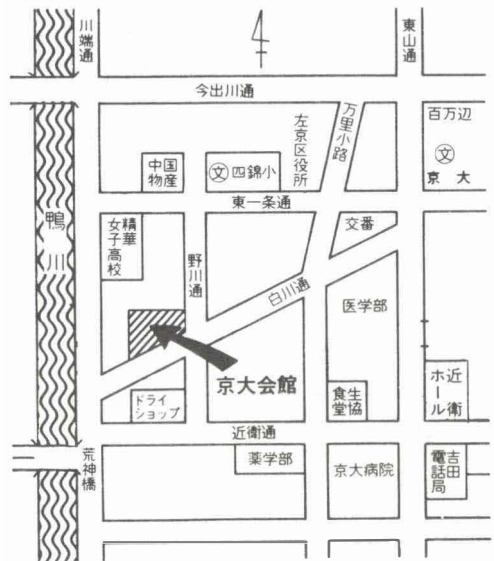 川端通
東山通
今出川通
万里小路
百万辺
文
京大
左京区役所
中国
物産
文 四錦小
東一条通
鴨川
精華
女子高校
野川通
交番
白川通
医学部
京大会館
ドライ
ショップ
生協
食堂
近衛
ホール
近衛通
荒神橋
薬学部
京大病院
吉田
電話局